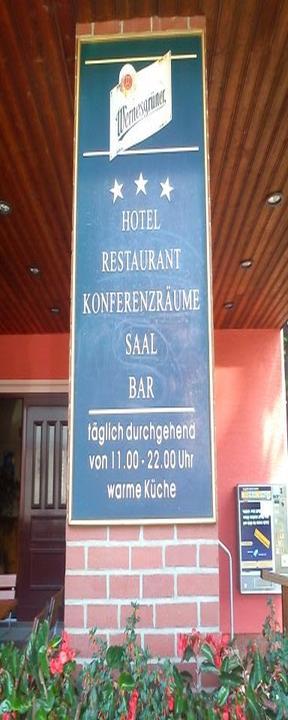 Wernesgrüner
HOTEL
RESTAURANT
KONFERENZRÄUME
SAAL
BAR
täglich durchgehend
von 11.00 - 22.00 Uhr
warme Küche